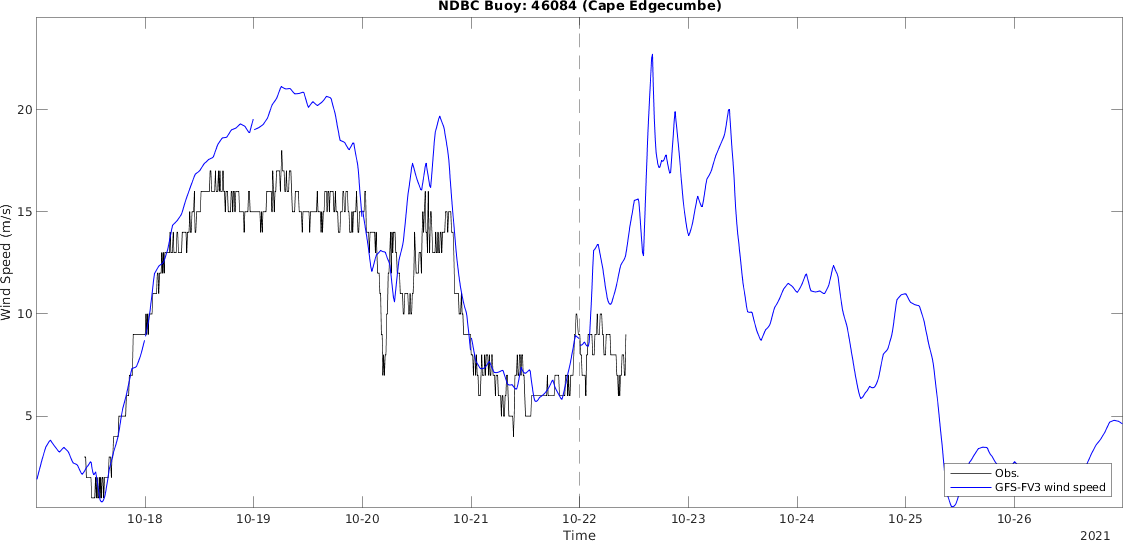 NDBC Buoy: 46084 (Cape Edgecumbe)
20
15
10
5
Wind Speed (m/s)
Obs.
GFS-FV3 wind speed
10-18 10-19 10-20 10-21 10-22 10-23 10-24 10-25 10-26
Time
2021